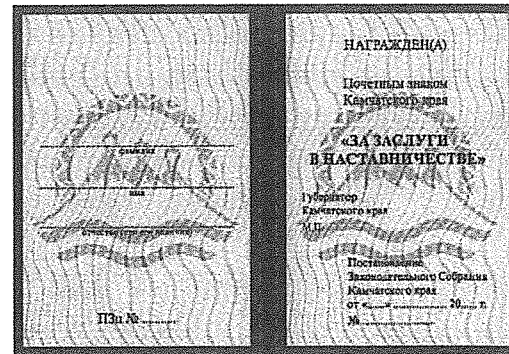 фамилия
имя
отчество (при наличии)
ПЗн № ............
НАГРАЖДЕН(А)
Почетным знаком
Камчатского края
«ЗА ЗАСЛУГИ
В НАСТАВНИЧЕСТВЕ»
Губернатор
Камчатского края
М.П.
Постановление
Законодательного Собрания
Камчатского края
от «......» .................... 20...... г.
№ ........................